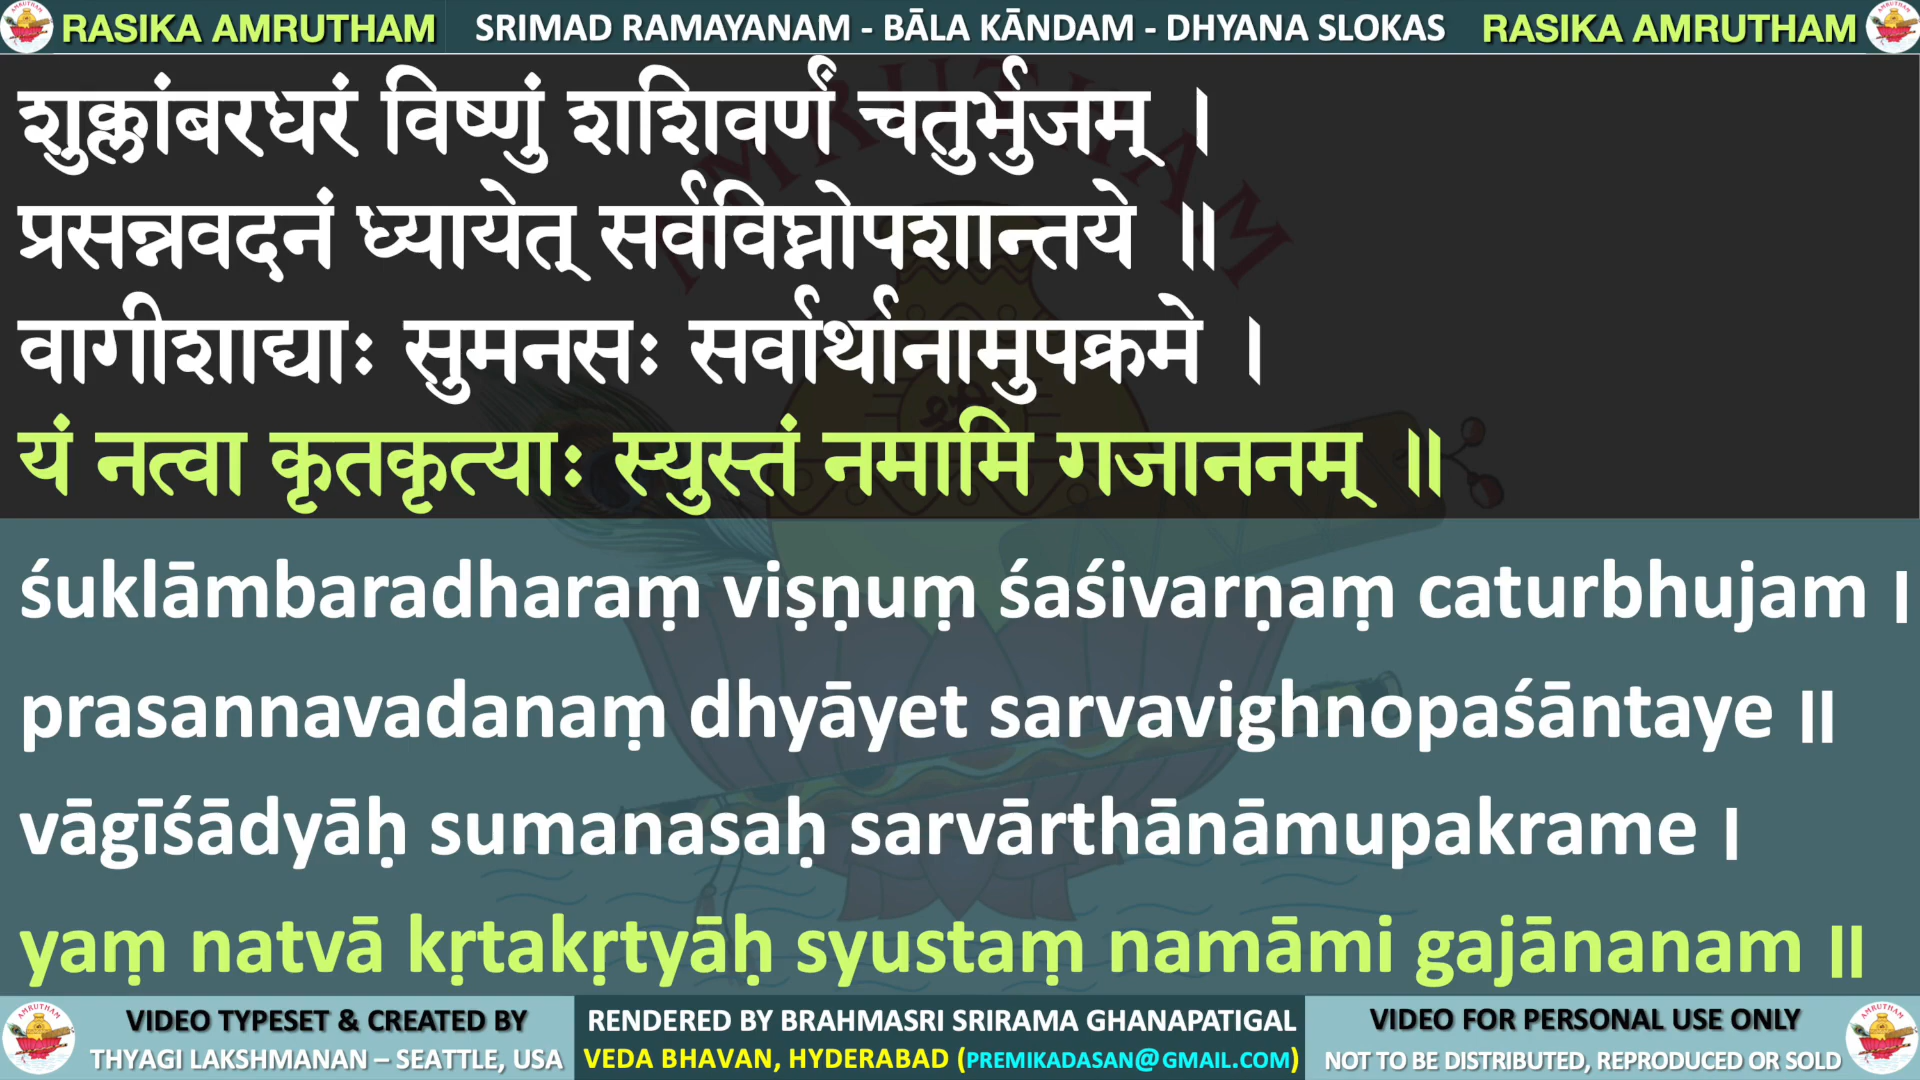 RASIKA AMRUTHAM SRIMAD RAMAYANAM - BĀLA KĀNDAM - DHYANA SLOKAS RASIKA AMRUTHAM
शुक्लांबरधरं विष्णुं शशिवर्णं चतुर्भुजम् ।
प्रसन्नवदनं ध्यायेत् सर्वविघ्नोपशान्तये ॥
वागीशाद्याः सुमनसः सर्वार्थानामुपक्रमे ।
यं नत्वा कृतकृत्याः स्युस्तं नमामि गजाननम् ॥
śuklāmbaradharaṃ viṣṇuṃ śaśivarṇaṃ caturbhujam ।
prasannavadanaṃ dhyāyet sarvavighnopaśāntaye ॥
vāgīśādyāḥ sumanasaḥ sarvārthānāmupakrame ।
yaṃ natvā kṛtakṛtyāḥ syustaṃ namāmi gajānanam ॥
VIDEO TYPESET & CREATED BY RENDERED BY BRAHMASRI SRIRAMA GHANAPATIGAL VIDEO FOR PERSONAL USE ONLY
THYAGI LAKSHMANAN – SEATTLE, USA VEDA BHAVAN, HYDERABAD (PREMIKADASAN@GMAIL.COM) NOT TO BE DISTRIBUTED, REPRODUCED OR SOLD
AMRUTHAM
श्री